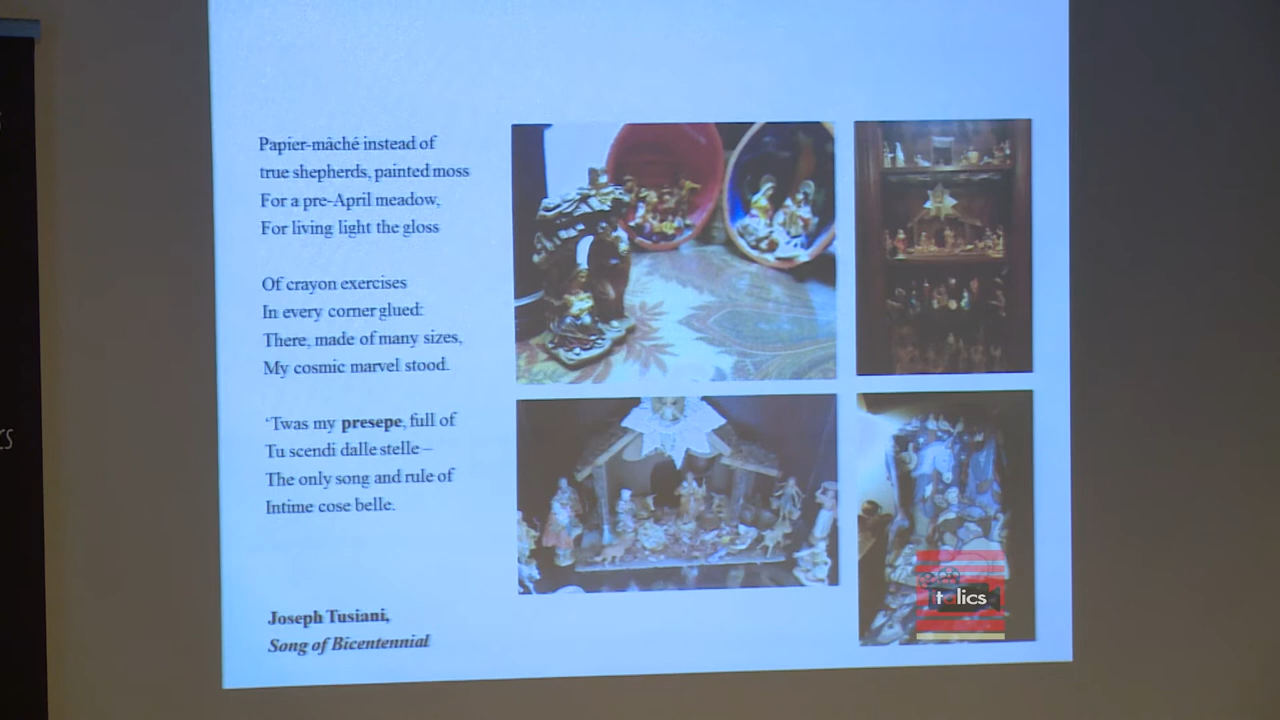 Papier-mâché instead of
true shepherds, painted moss
For a pre-April meadow,
For living light the gloss
Of crayon exercises
In every corner glued:
There, made of many sizes,
My cosmic marvel stood.
‘Twas my presepe, full of
Tu scendi dalle stelle—
The only song and rule of
Intime cose belle.
Joseph Tusiani,
Song of Bicentennial
Italics